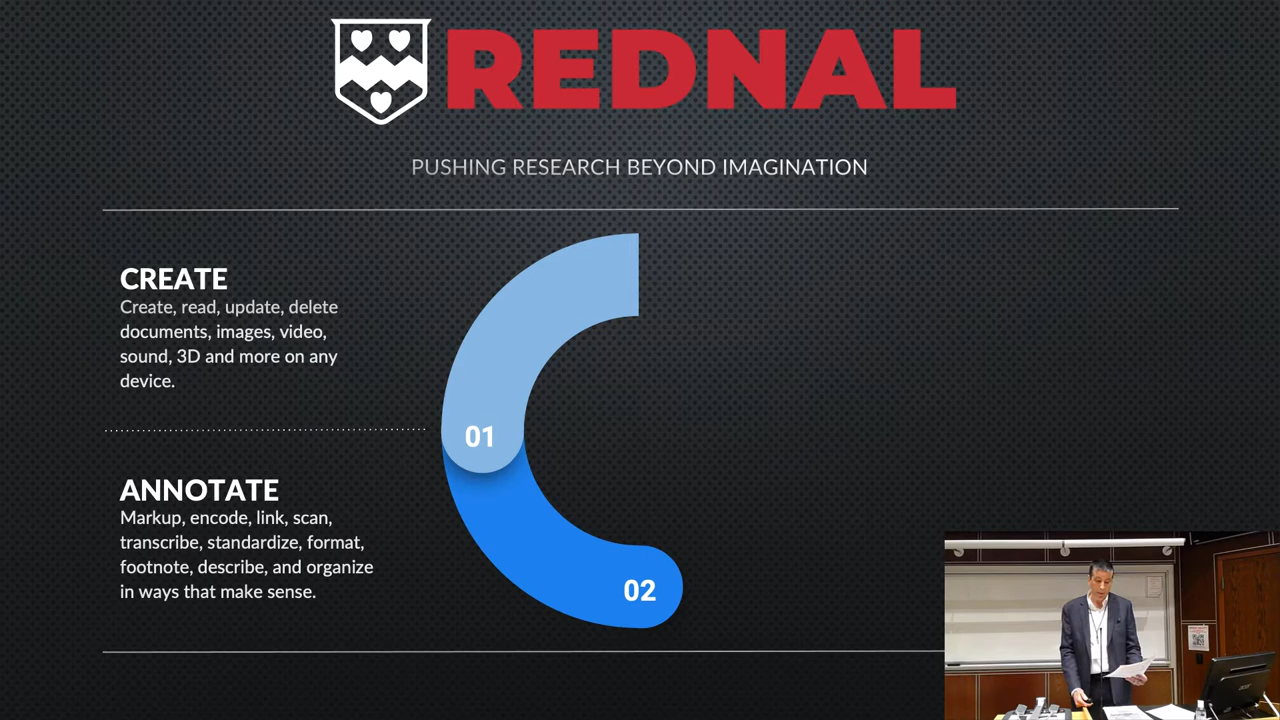 REDNAL
PUSHING RESEARCH BEYOND IMAGINATION
CREATE
Create, read, update, delete
documents, images, video,
sound, 3D and more on any
device.
01
ANNOTATE
Markup, encode, link, scan,
transcribe, standardize, format,
footnote, describe, and organize
in ways that make sense.
02